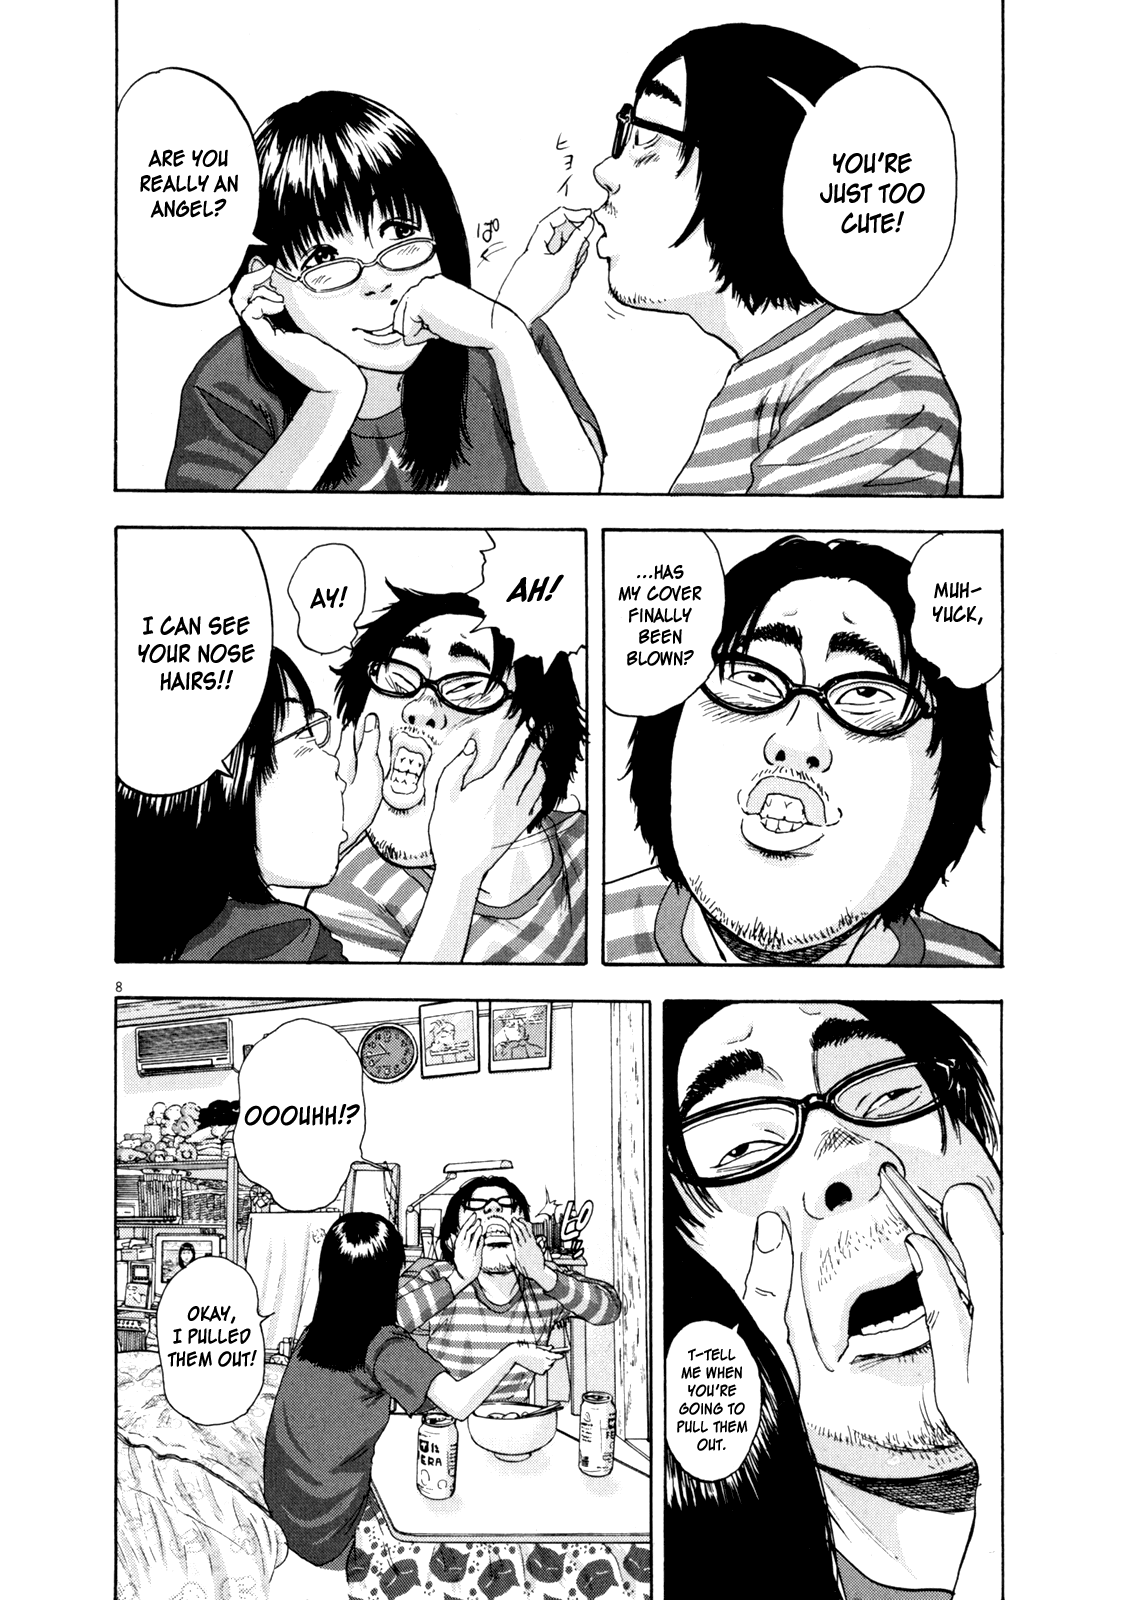 YOU'RE
JUST TOO
CUTE!
ヒョイ
ぱく
ARE YOU
REALLY AN
ANGEL?
MUH-
YUCK,
...HAS
MY COVER
FINALLY
BEEN
BLOWN?
AH!
AY!
I CAN SEE
YOUR NOSE
HAIRS!!
8
T-TELL
ME WHEN
YOU'RE
GOING TO
PULL THEM
OUT.
OOOUHH!?
OKAY,
I PULLED
THEM OUT!